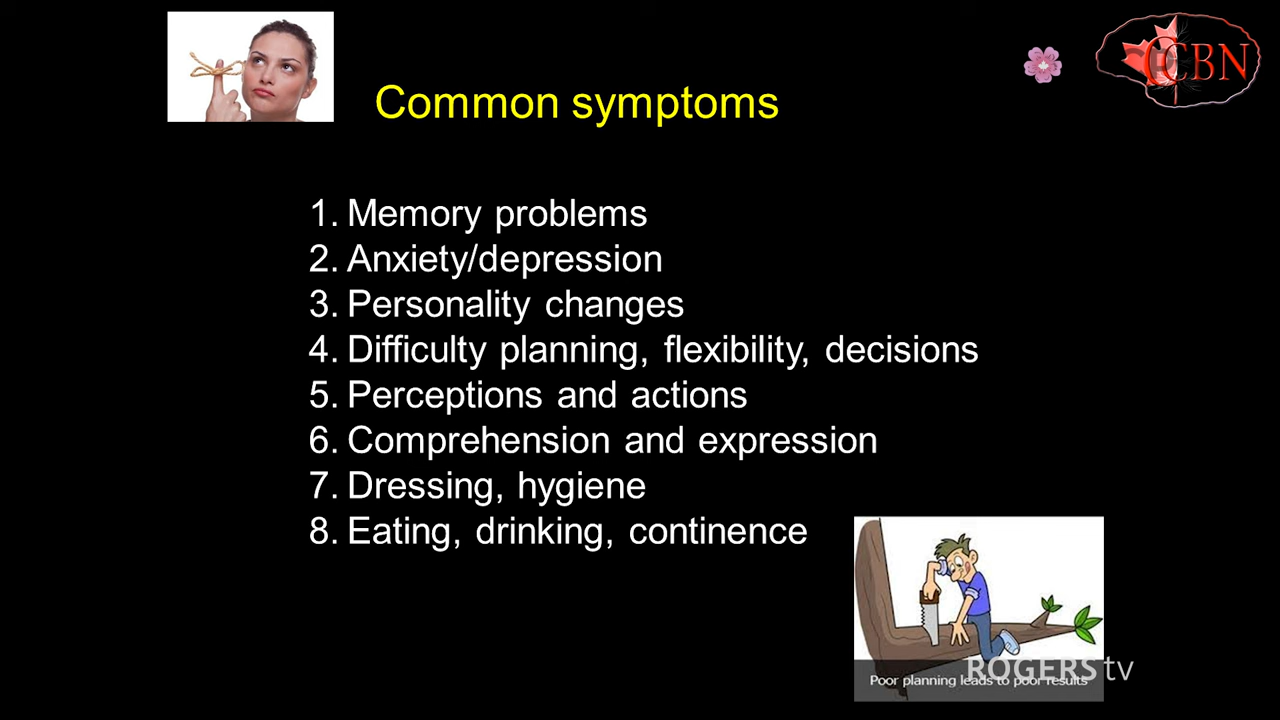 CCBN
Common symptoms
1. Memory problems
2. Anxiety/depression
3. Personality changes
4. Difficulty planning, flexibility, decisions
5. Perceptions and actions
6. Comprehension and expression
7. Dressing, hygiene
8. Eating, drinking, continence
ROGERS tv
Poor planning leads to poor results